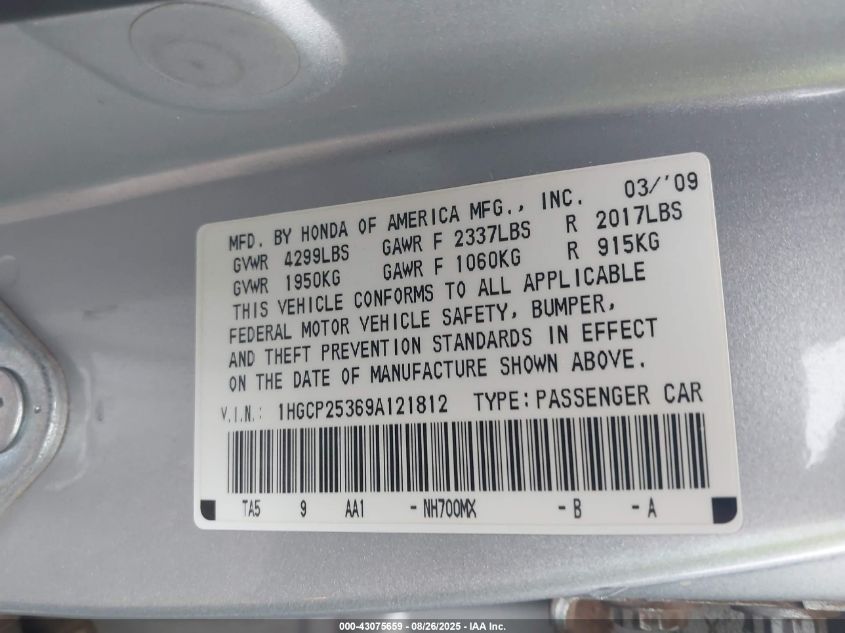 MFD. BY HONDA OF AMERICA MFG., INC. 03/'09
GVWR 4299LBS GAWR F 2337LBS R 2017LBS
GVWR 1950KG GAWR F 1060KG R 915KG
THIS VEHICLE CONFORMS TO ALL APPLICABLE
FEDERAL MOTOR VEHICLE SAFETY, BUMPER,
AND THEFT PREVENTION STANDARDS IN EFFECT
ON THE DATE OF MANUFACTURE SHOWN ABOVE.
V.I.N.: 1HGCP25369A121812 TYPE: PASSENGER CAR
TA5 9 AA1 - NH700MX - B - A
000-43075659 - 08/26/2025 - IAA Inc.